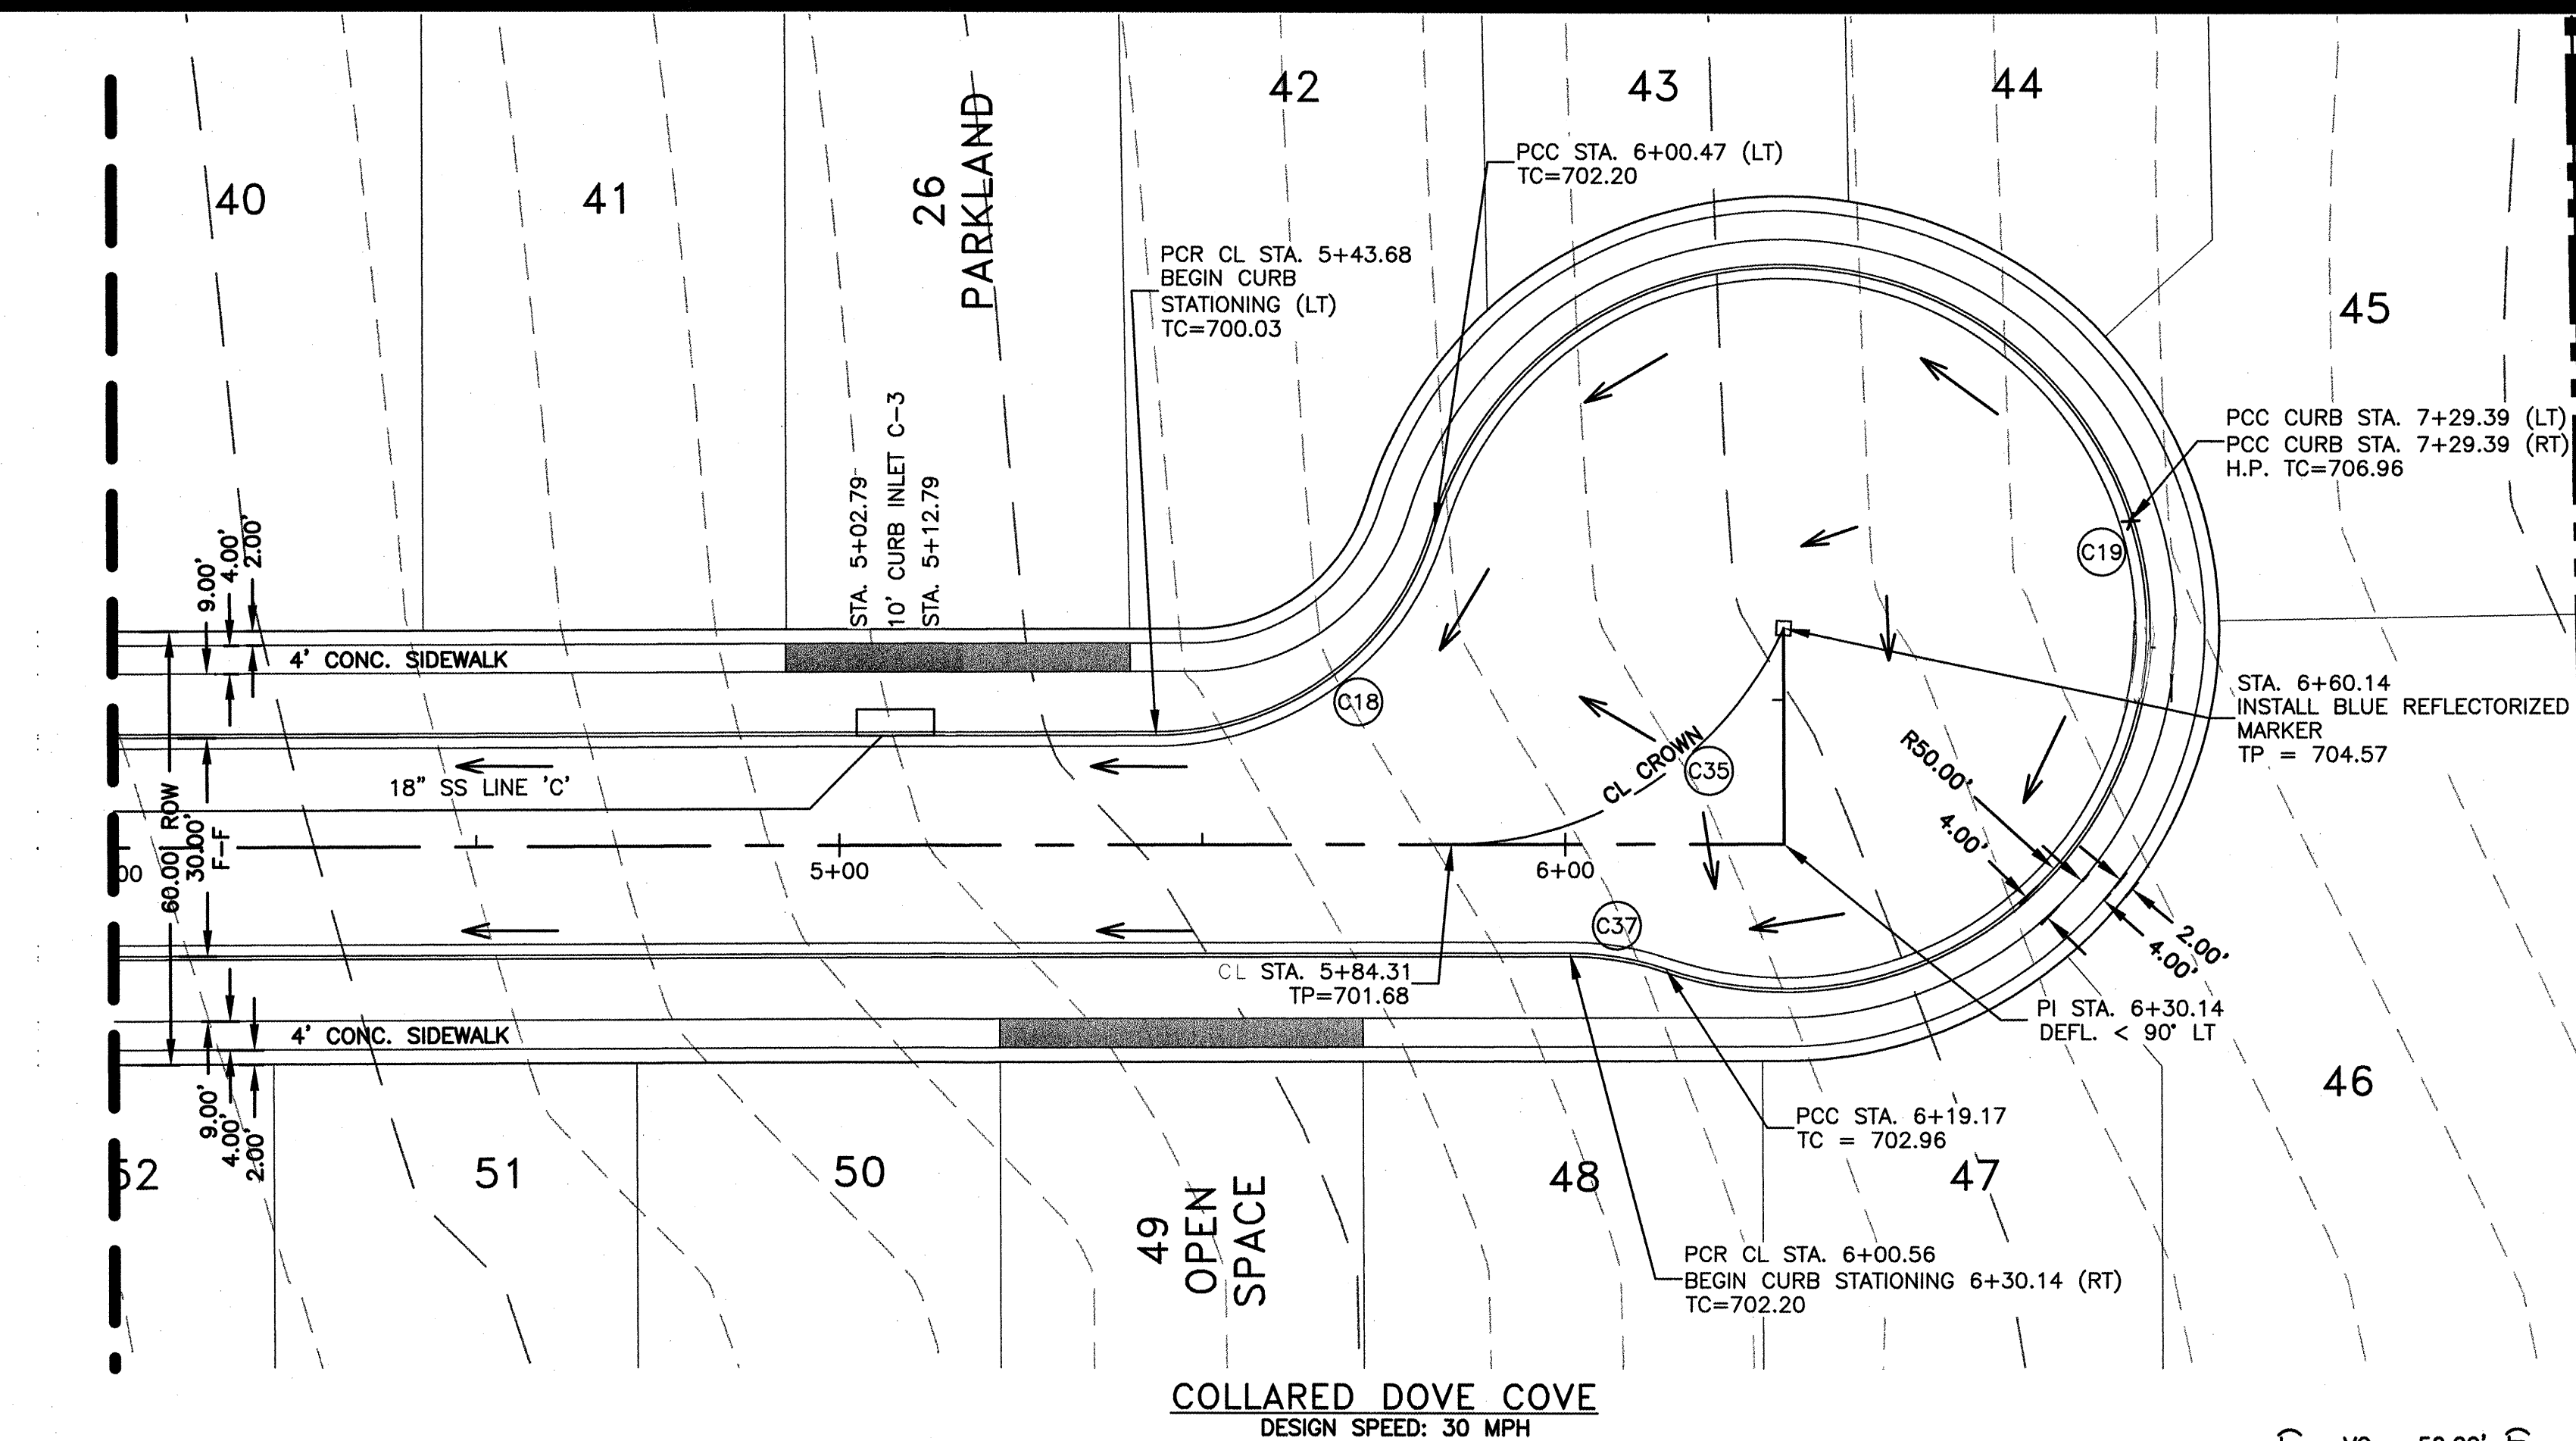 40
41
26
PARKLAND
42
43
44
45
PCC STA. 6+00.47 (LT)
TC=702.20
PCR CL STA. 5+43.68
BEGIN CURB
STATIONING (LT)
TC=700.03
STA. 5+02.79
10' CURB INLET C-3
STA. 5+12.79
PCC CURB STA. 7+29.39 (LT)
PCC CURB STA. 7+29.39 (RT)
H.P. TC=706.96
C19
9.00'
4.00'
2.00'
4' CONC. SIDEWALK
C18
STA. 6+60.14
INSTALL BLUE REFLECTORIZED
MARKER
TP = 704.57
18" SS LINE 'C'
CL CROWN
C35
R50.00'
4.00'
60.00' ROW
30.00'
F-F
00
5+00
6+00
C37
2.00'
4.00'
CL STA. 5+84.31
TP=701.68
4' CONC. SIDEWALK
PI STA. 6+30.14
DEFL. < 90° LT
9.00'
4.00'
2.00'
46
PCC STA. 6+19.17
TC = 702.96
52
51
50
49
OPEN
SPACE
48
47
PCR CL STA. 6+00.56
BEGIN CURB STATIONING 6+30.14 (RT)
TC=702.20
COLLARED DOVE COVE
DESIGN SPEED: 30 MPH